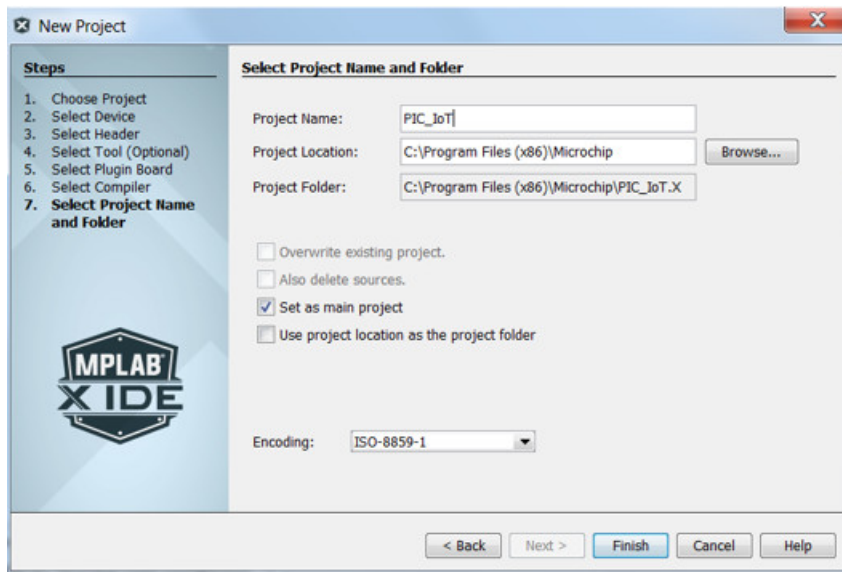 New Project
Steps
1. Choose Project
2. Select Device
3. Select Header
4. Select Tool (Optional)
5. Select Plugin Board
6. Select Compiler
7. Select Project Name
and Folder
MPLAB
X IDE
Select Project Name and Folder
Project Name: PIC_IoT
Project Location: C:\Program Files (x86)\Microchip Browse...
Project Folder: C:\Program Files (x86)\Microchip\PIC_IoT.X
Overwrite existing project.
Also delete sources.
Set as main project
Use project location as the project folder
Encoding: ISO-8859-1
< Back Next > Finish Cancel Help